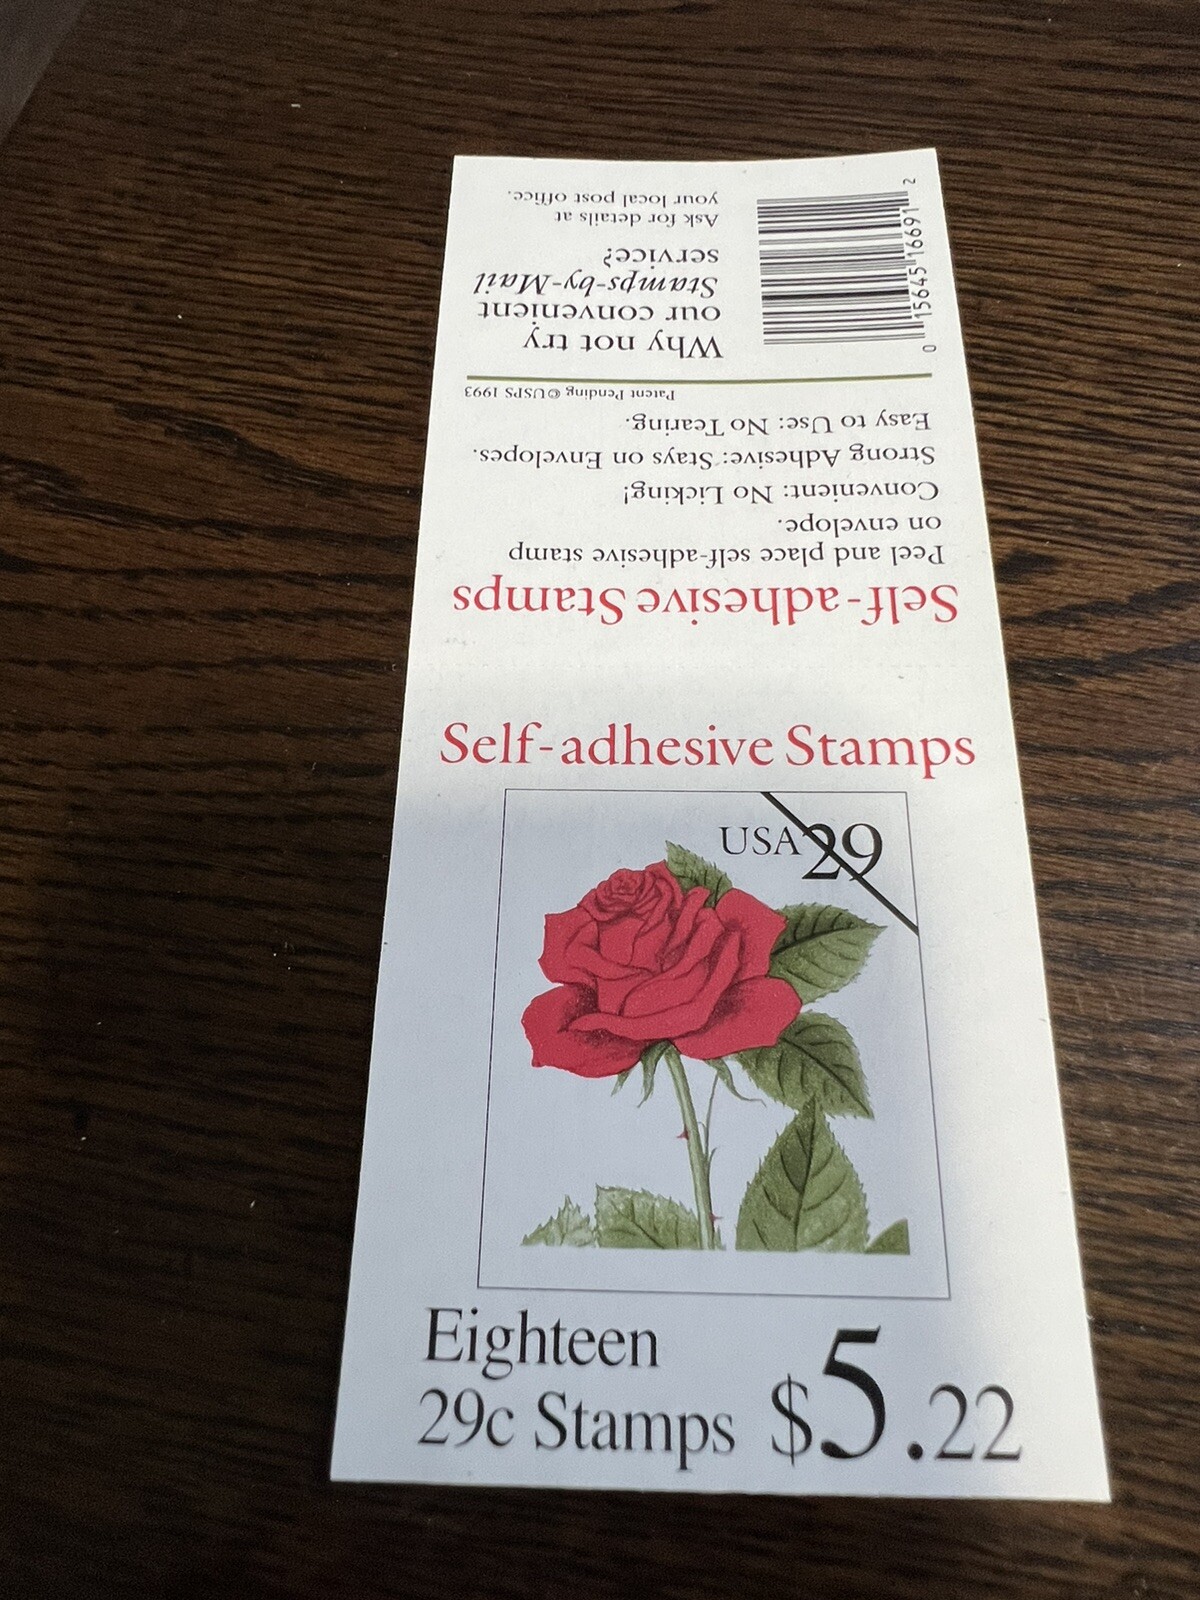 Self-adhesive Stamps
USA 29
Eighteen
29c Stamps $5.22
Self-adhesive Stamps
Peel and place self-adhesive stamp
on envelope.
Convenient: No Licking!
Strong Adhesive: Stays on Envelopes.
Easy to Use: No Tearing.
Patent Pending © USPS 1993
Why not try
our convenient
Stamps-by-Mail
service?
Ask for details at
your local post office.
0 15645 16691 2